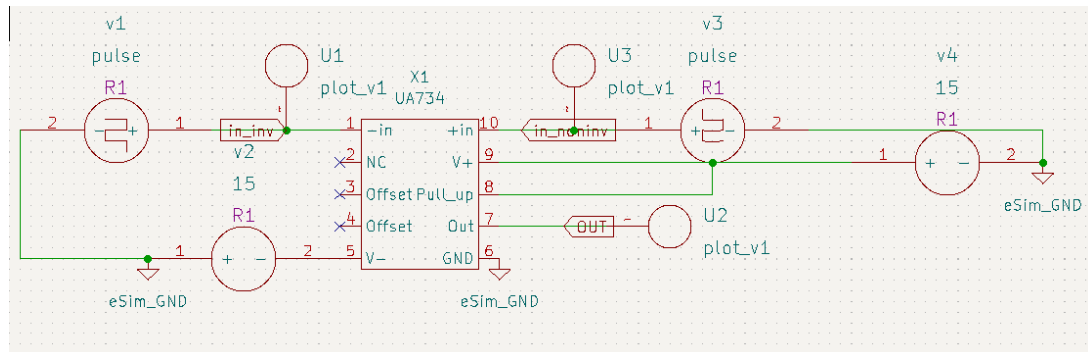 v1
pulse
R1
2
- +
1
in_inv
U1
plot_v1
X1
UA734
1
-in
+in
10
2
NC
V+
9
3
Offset
Pull_up
8
4
Offset
Out
7
5
V-
GND
6
in_noninv
U3
plot_v1
v3
pulse
R1
1
+ -
2
v4
15
R1
1
+ -
2
eSim_GND
v2
15
R1
1
+ -
2
eSim_GND
eSim_GND
OUT
U2
plot_v1